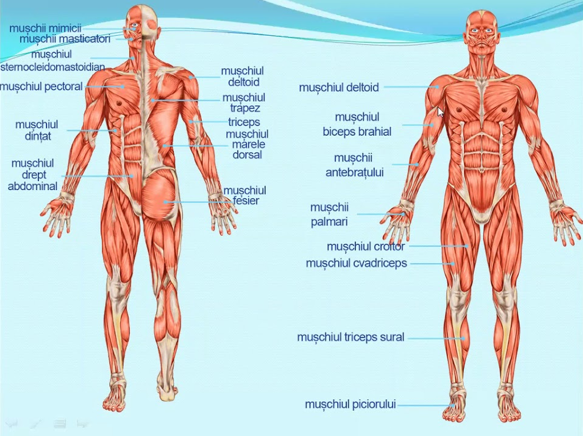 mușchii mimicii
mușchii masticatori
mușchiul
sternocleidomastoidian
mușchiul pectoral
mușchiul
dințat
mușchiul
drept
abdominal
mușchiul
deltoid
mușchiul
trapez
triceps
mușchiul
marele
dorsal
mușchiul
fesier
mușchiul deltoid
mușchiul
biceps brahial
mușchii
antebrațului
mușchii
palmari
mușchiul croitor
mușchiul cvadriceps
mușchiul triceps sural
mușchiul piciorului